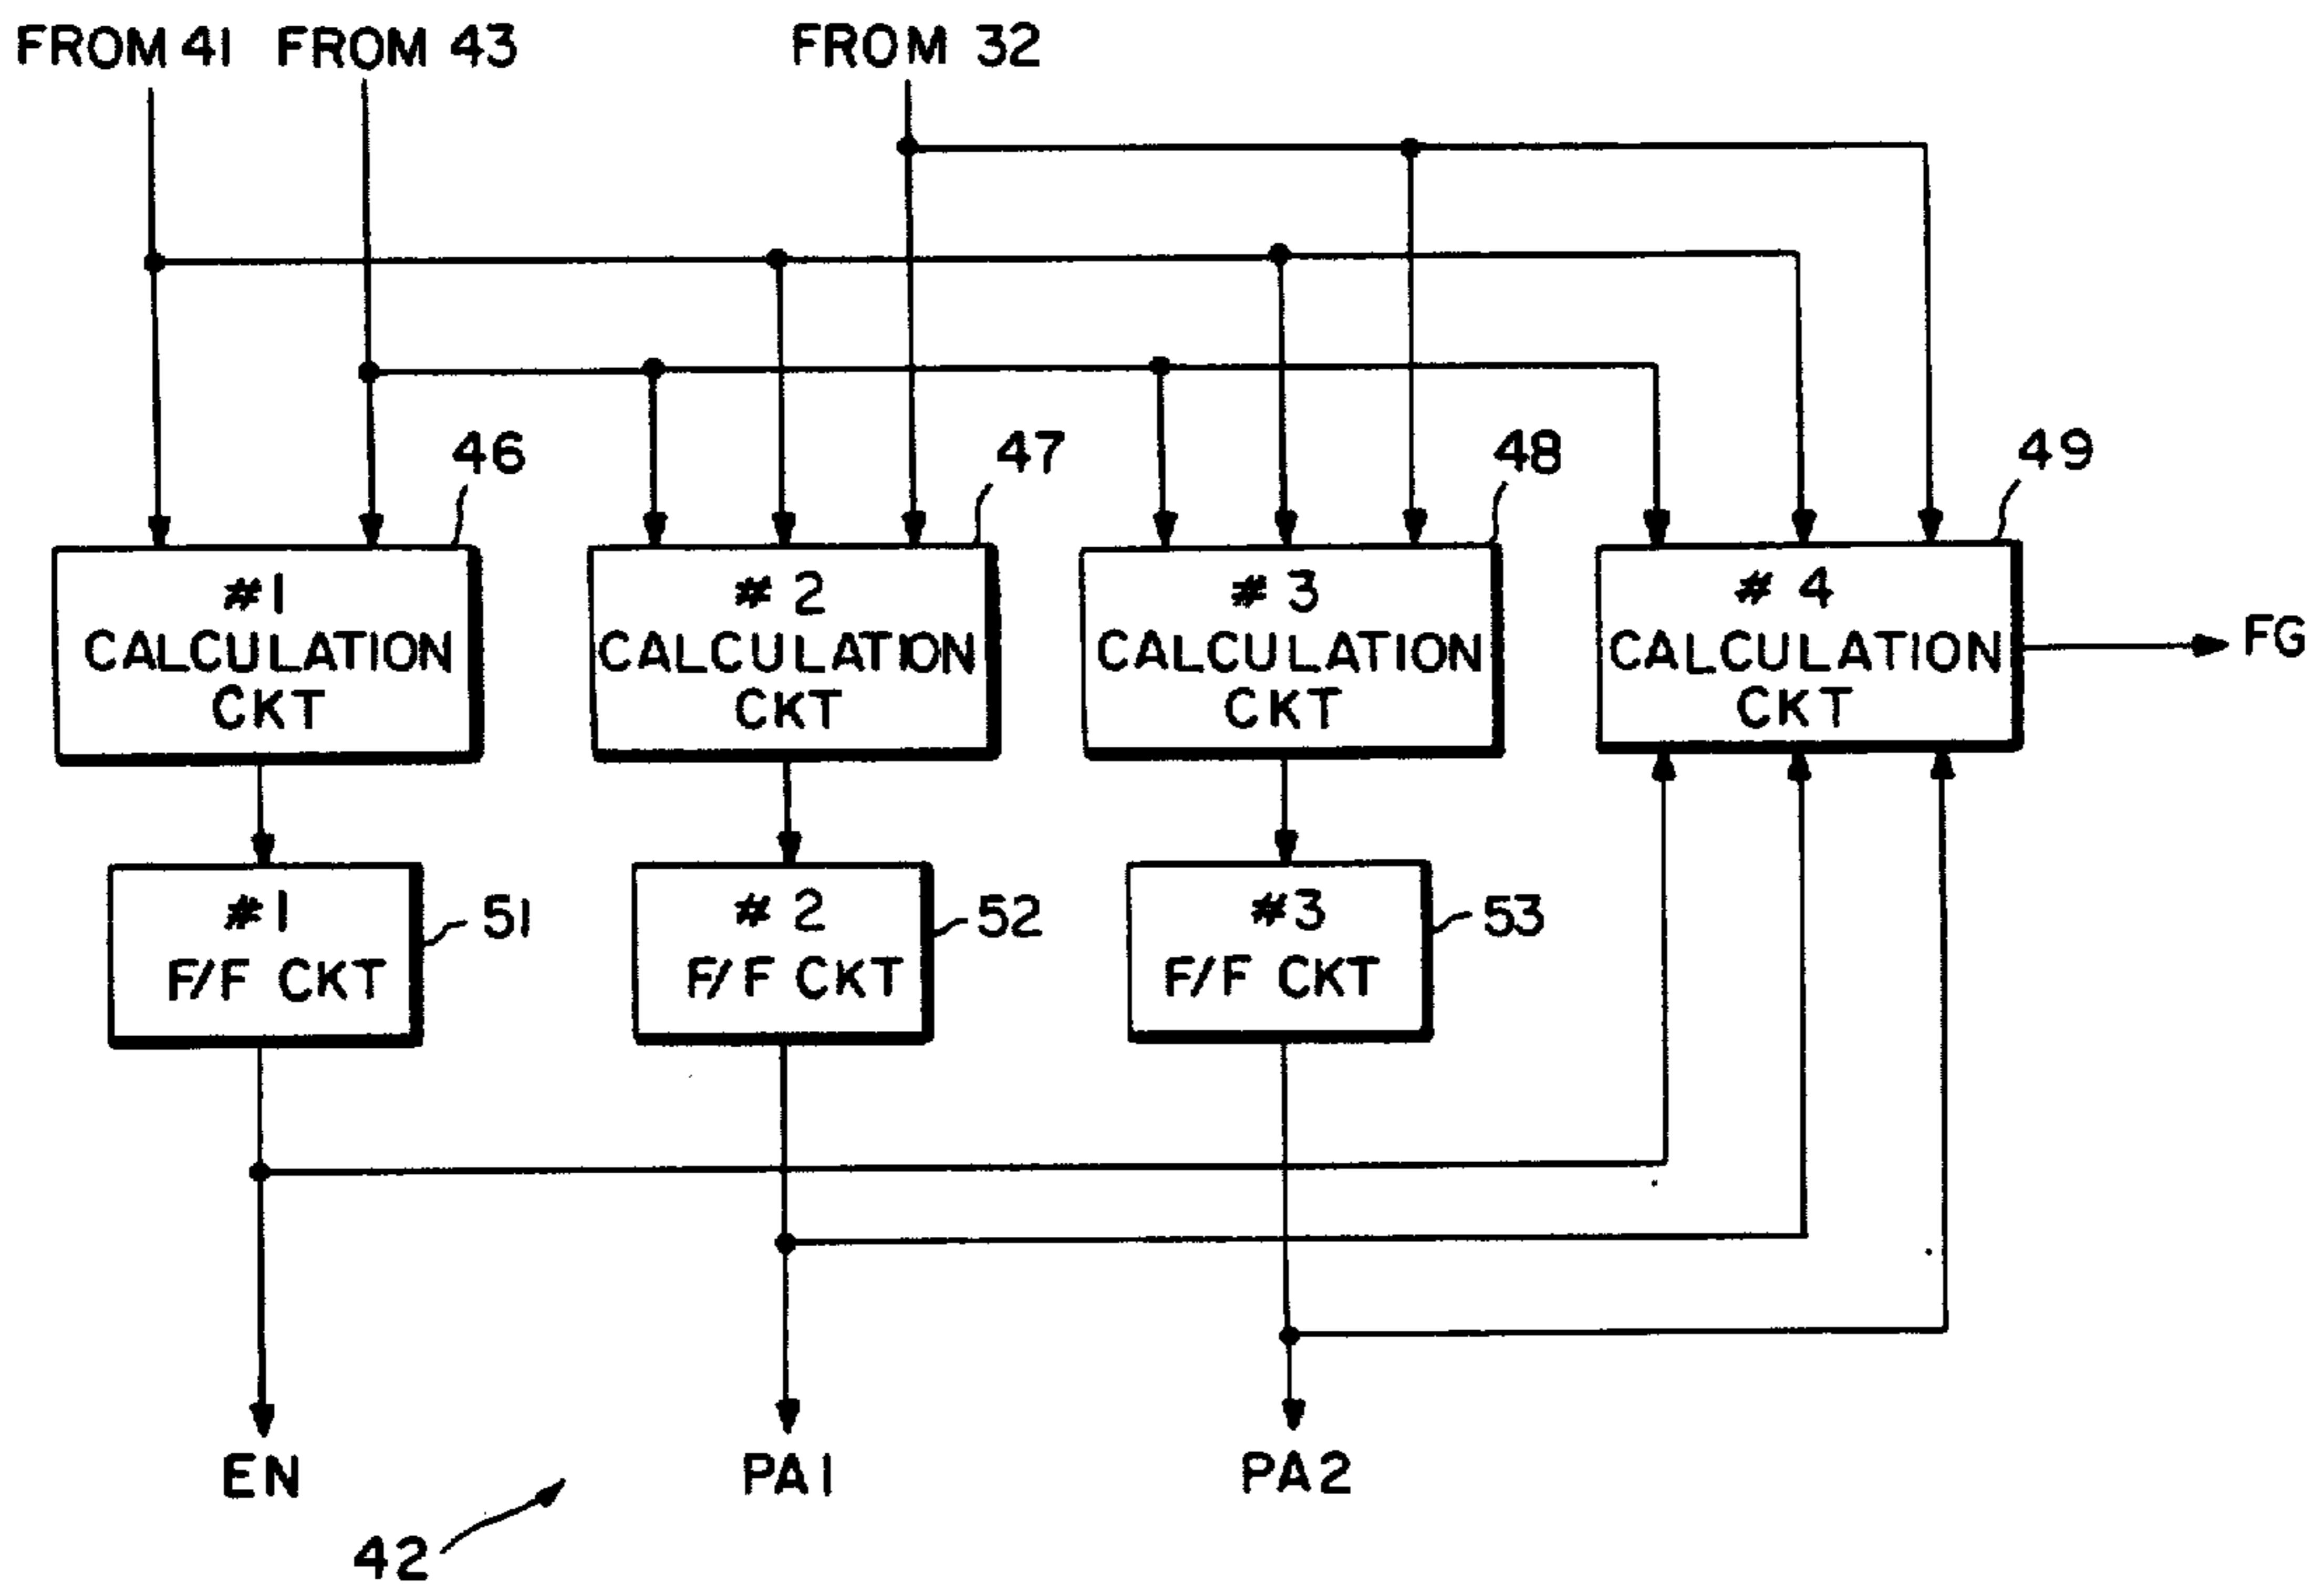 FROM 41 FROM 43 FROM 32
46 47 48 49
#1
CALCULATION
CKT
#2
CALCULATION
CKT
#3
CALCULATION
CKT
#4
CALCULATION
CKT
FG
#1
F/F CKT
51
#2
F/F CKT
52
#3
F/F CKT
53
EN PA1 PA2
42